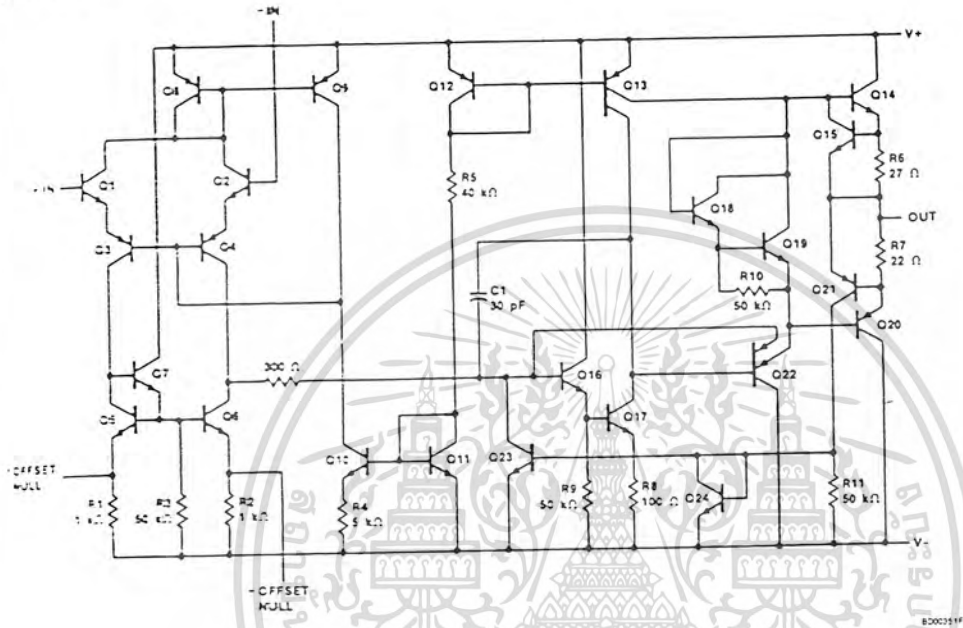 -IN
V+
Q8
Q9
Q12
Q13
Q14
Q15
R6
27 Ω
R5
40 kΩ
Q1
Q2
OUT
Q18
Q19
R7
22 Ω
Q3
Q4
R10
50 kΩ
Q21
C1
30 pF
Q20
Q7
300 Ω
Q16
Q22
Q5
Q6
Q17
Q10
Q11
Q23
-OFFSET
NULL
R1
1 kΩ
R3
50 kΩ
R2
1 kΩ
R4
5 kΩ
R9
50 kΩ
R8
100 Ω
Q24
R11
50 kΩ
V-
-OFFSET
NULL